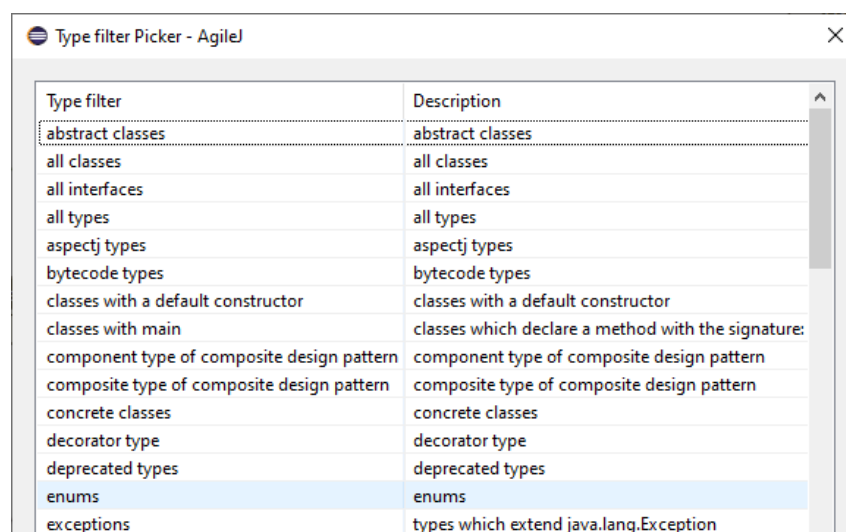 Type filter Picker - AgileJ
Type filter Description
abstract classes abstract classes
all classes all classes
all interfaces all interfaces
all types all types
aspectj types aspectj types
bytecode types bytecode types
classes with a default constructor classes with a default constructor
classes with main classes which declare a method with the signature:
component type of composite design pattern component type of composite design pattern
composite type of composite design pattern composite type of composite design pattern
concrete classes concrete classes
decorator type decorator type
deprecated types deprecated types
enums enums
exceptions types which extend java.lang.Exception